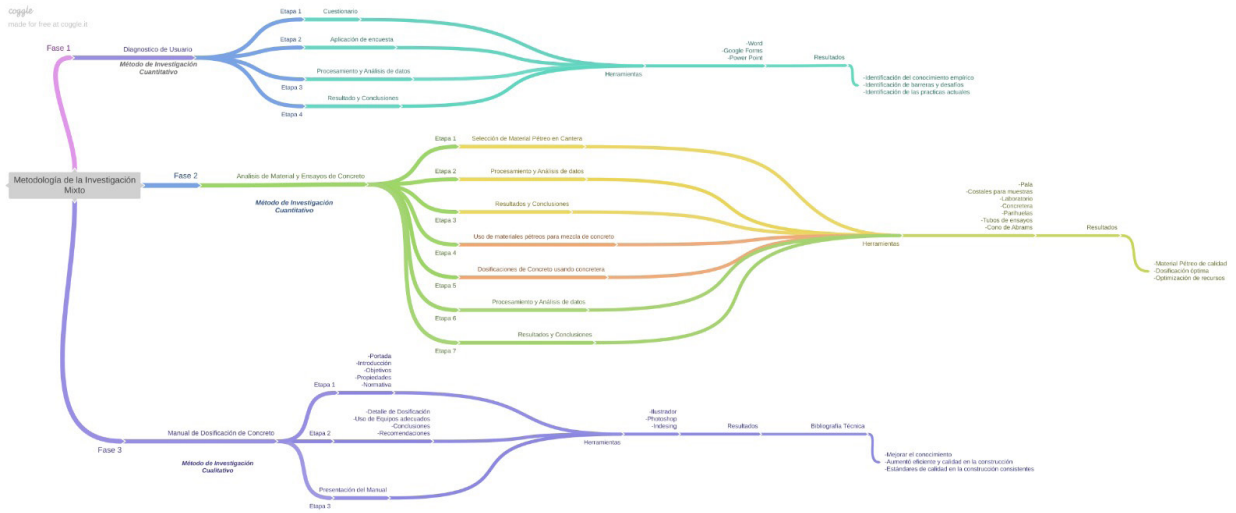 coggle
made for free at coggle.it
Metodología de la Investigación
Mixto
Fase 1
Diagnostico de Usuario
Método de Investigación
Cuantitativo
Etapa 1
Cuestionario
Etapa 2
Aplicación de encuesta
Procesamiento y Análisis de datos
Etapa 3
Resultado y Conclusiones
Etapa 4
Herramientas
-Word
-Google Forms
-Power Point
Resultados
-Identificación del conocimiento empírico
-Identificación de barreras y desafíos
-Identificación de las practicas actuales
Fase 2
Analisis de Material y Ensayos de Concreto
Método de Investigación
Cuantitativo
Etapa 1
Selección de Material Pétreo en Cantera
Etapa 2
Procesamiento y Análisis de datos
Resultados y Conclusiones
Etapa 3
Uso de materiales pétreos para mezcla de concreto
Etapa 4
Dosificaciones de Concreto usando concretera
Etapa 5
Procesamiento y Análisis de datos
Etapa 6
Resultados y Conclusiones
Etapa 7
Herramientas
-Pala
-Costales para muestras
-Laboratorio
-Concretera
-Parihuelas
-Tubos de ensayos
-Cono de Abrams
Resultados
-Material Pétreo de calidad
-Dosificación óptima
-Optimización de recursos
Fase 3
Manual de Dosificación de Concreto
Método de Investigación
Cualitativo
Etapa 1
-Portada
-Introducción
-Objetivos
-Propiedades
-Normativa
Etapa 2
-Detalle de Dosificación
-Uso de Equipos adecuados
-Conclusiones
-Recomendaciones
Presentación del Manual
Etapa 3
Herramientas
-Ilustrador
-Photoshop
-Indesing
Resultados
Bibliografía Técnica
-Mejorar el conocimiento
-Aumentó eficiente y calidad en la construcción
-Estándares de calidad en la construcción consistentes